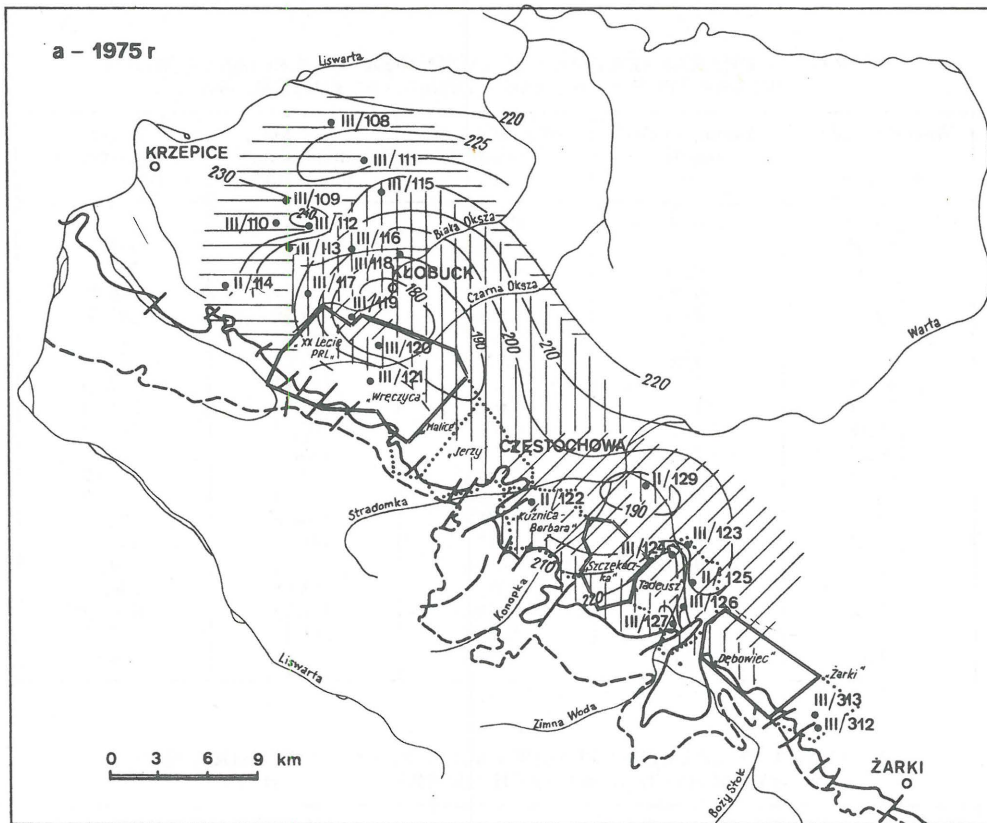 a – 1975 r
Liswarta
220
III/108
225
KRZEPICE
III/111
230
III/115
III/109
240
III/110
III/112
Biała Oksza
III/116
III/113
III/118
KŁOBUCK
II/114
III/117
180
Czarna Oksza
III/119
190
200
210
Warta
„XX Lecie
PRL"
III/120
220
III/121
„Wręczyca"
„Malice"
CZĘSTOCHOWA
„Jerzy"
II/129
Stradomka
II/122
190
„Kuźnica-
Barbara"
III/123
III/124
210
„Szczekacz-
ka"
„Tadeusz"
II/125
220
III/126
Konopka
III/127
Liswarta
„Dębowiec"
„Żarki"
III/313
Zimna Woda
III/312
0 3 6 9 km
ŻARKI
Boży Stok